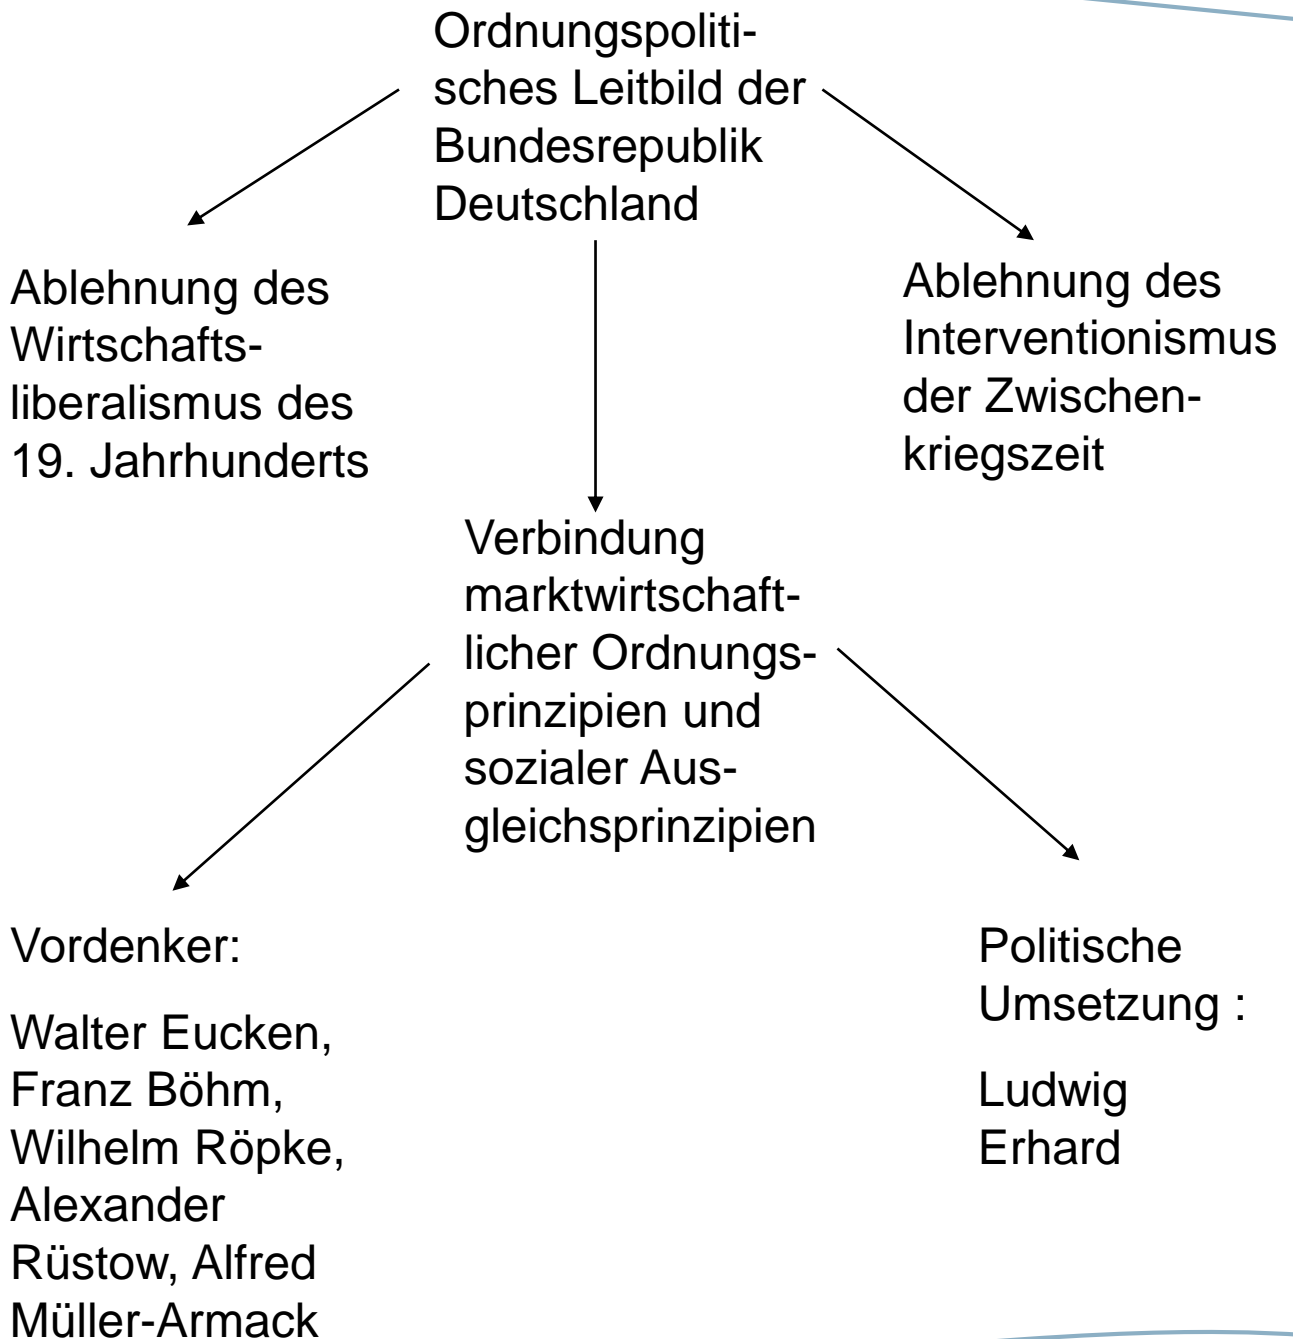 Ordnungspoliti-
sches Leitbild der
Bundesrepublik
Deutschland
Ablehnung des
Wirtschafts-
liberalismus des
19. Jahrhunderts
Ablehnung des
Interventionismus
der Zwischen-
kriegszeit
Verbindung
marktwirtschaft-
licher Ordnungs-
prinzipien und
sozialer Aus-
gleichsprinzipien
Vordenker:
Walter Eucken,
Franz Böhm,
Wilhelm Röpke,
Alexander
Rüstow, Alfred
Müller-Armack
Politische
Umsetzung :
Ludwig
Erhard